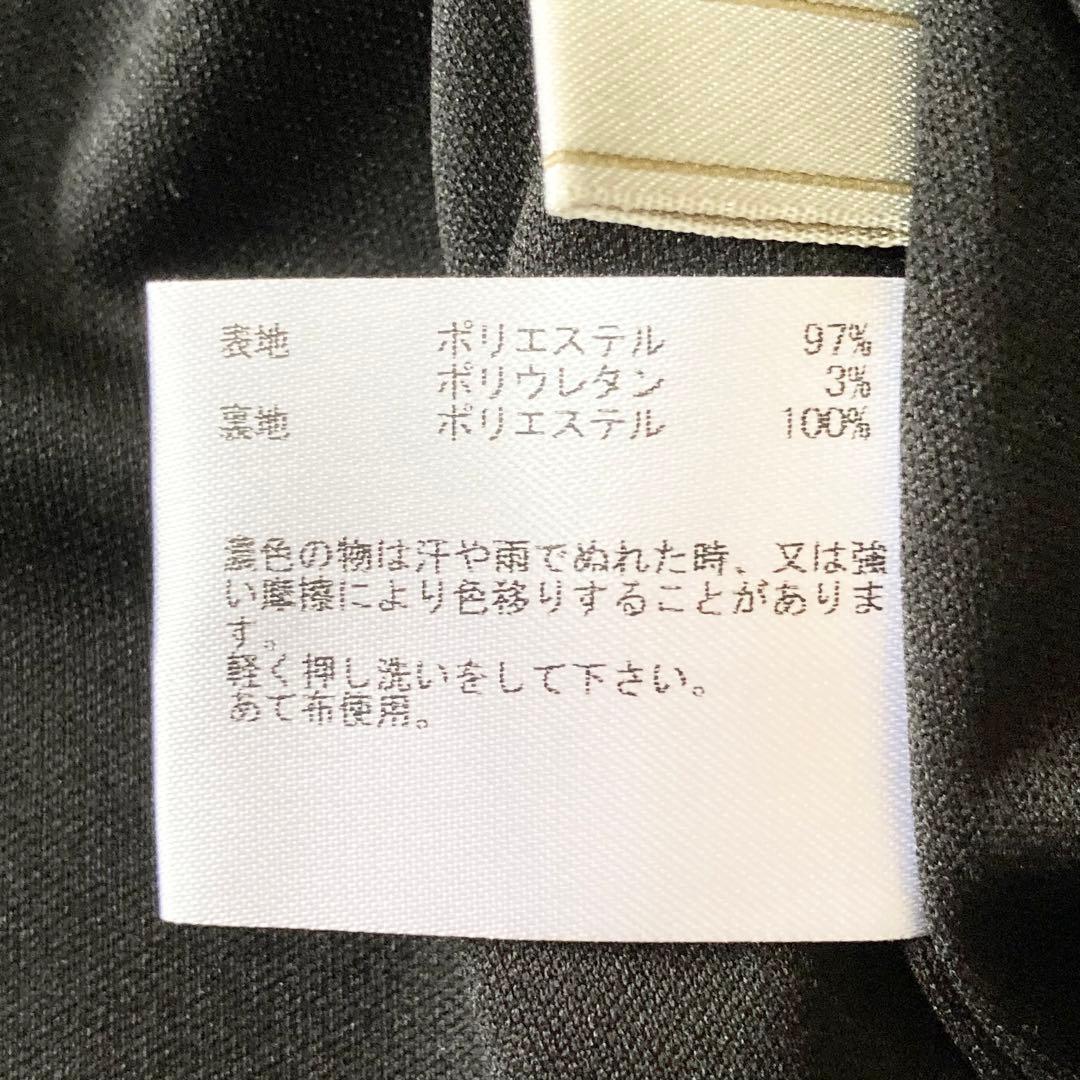 表地 ポリエステル 97%
ポリウレタン 3%
裏地 ポリエステル 100%
濃色の物は汗や雨でぬれた時、又は強
い摩擦により色移りすることがありま
す。
軽く押し洗いをして下さい。
あて布使用。